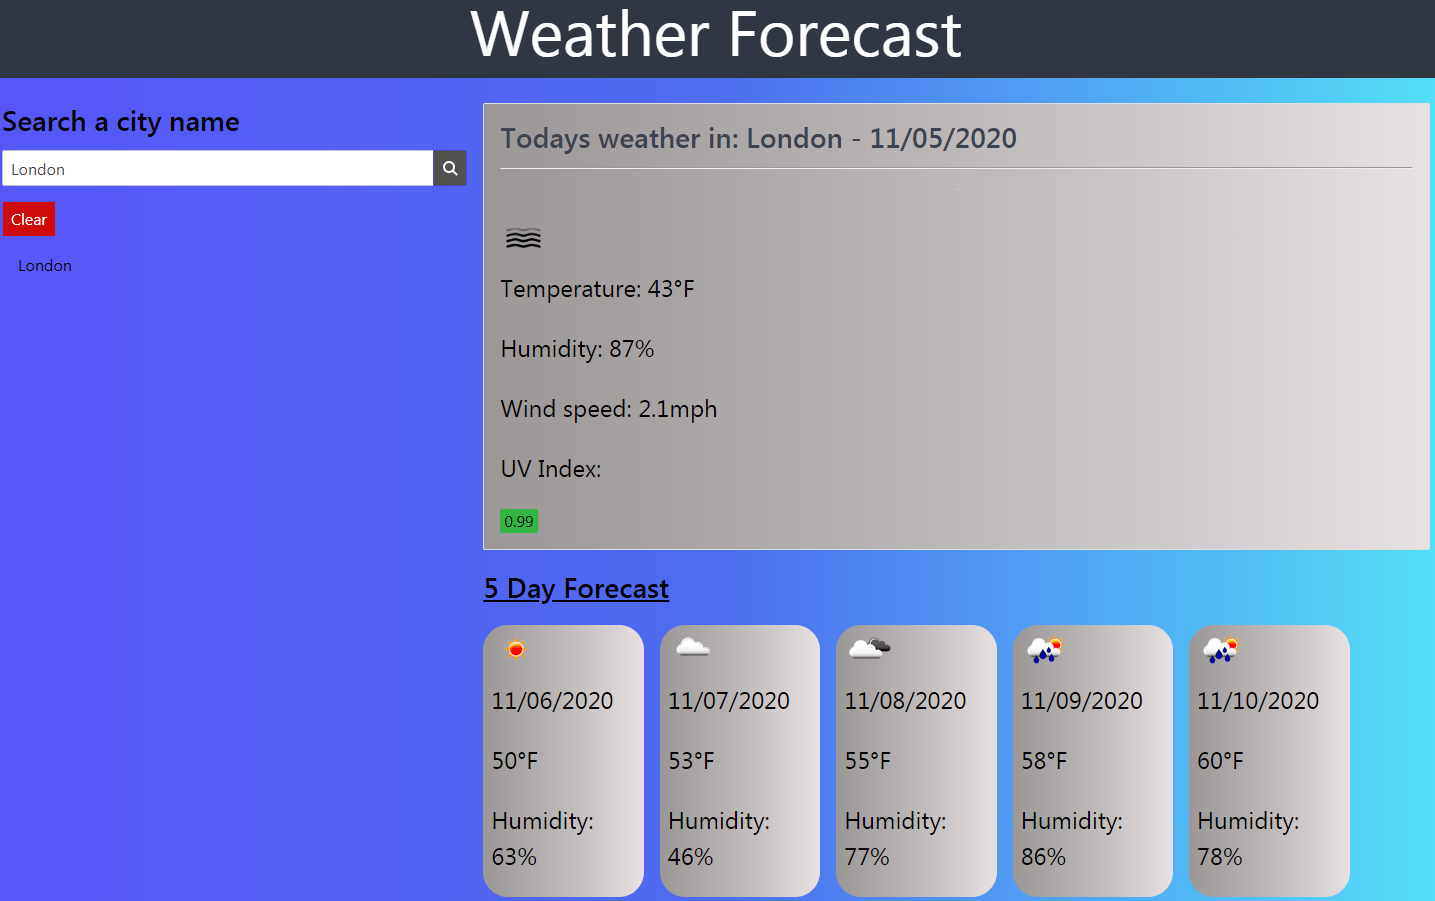 Weather Forecast
Search a city name
London
Clear
London
Todays weather in: London - 11/05/2020
Temperature: 43°F
Humidity: 87%
Wind speed: 2.1mph
UV Index:
0.99
5 Day Forecast
11/06/2020
50°F
Humidity:
63%
11/07/2020
53°F
Humidity:
46%
11/08/2020
55°F
Humidity:
77%
11/09/2020
58°F
Humidity:
86%
11/10/2020
60°F
Humidity:
78%